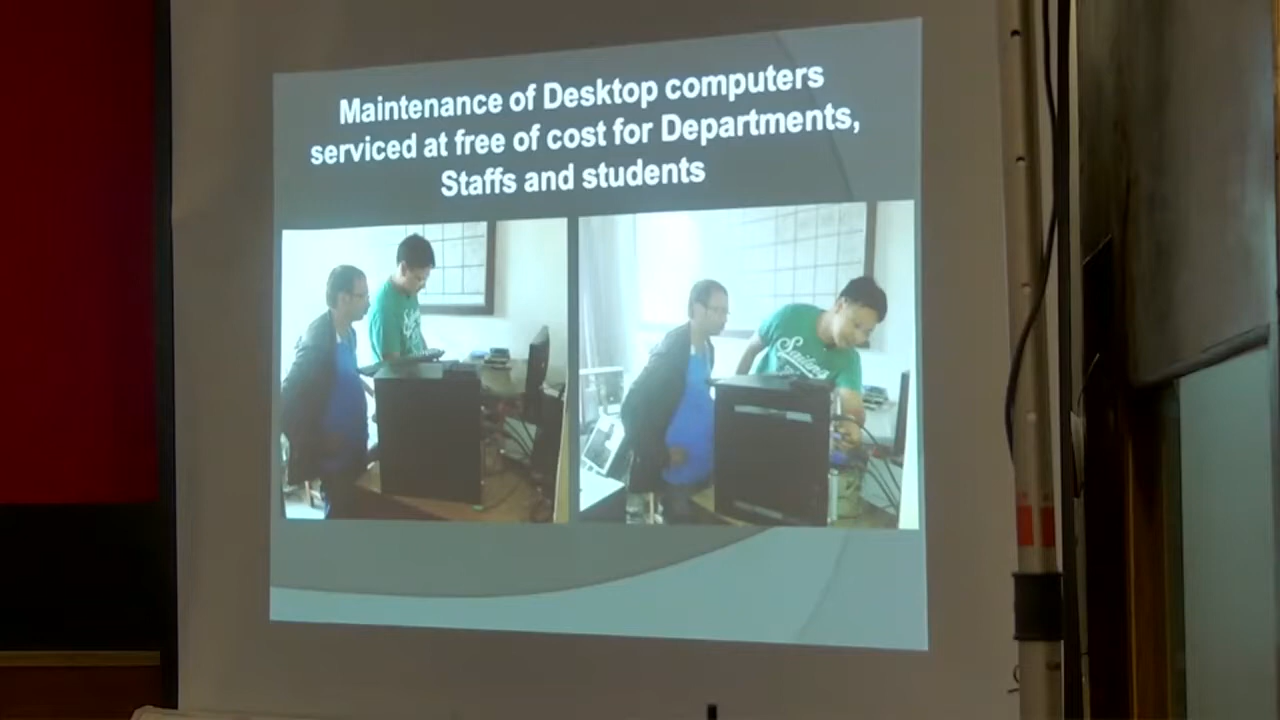 Maintenance of Desktop computers
serviced at free of cost for Departments,
Staffs and students